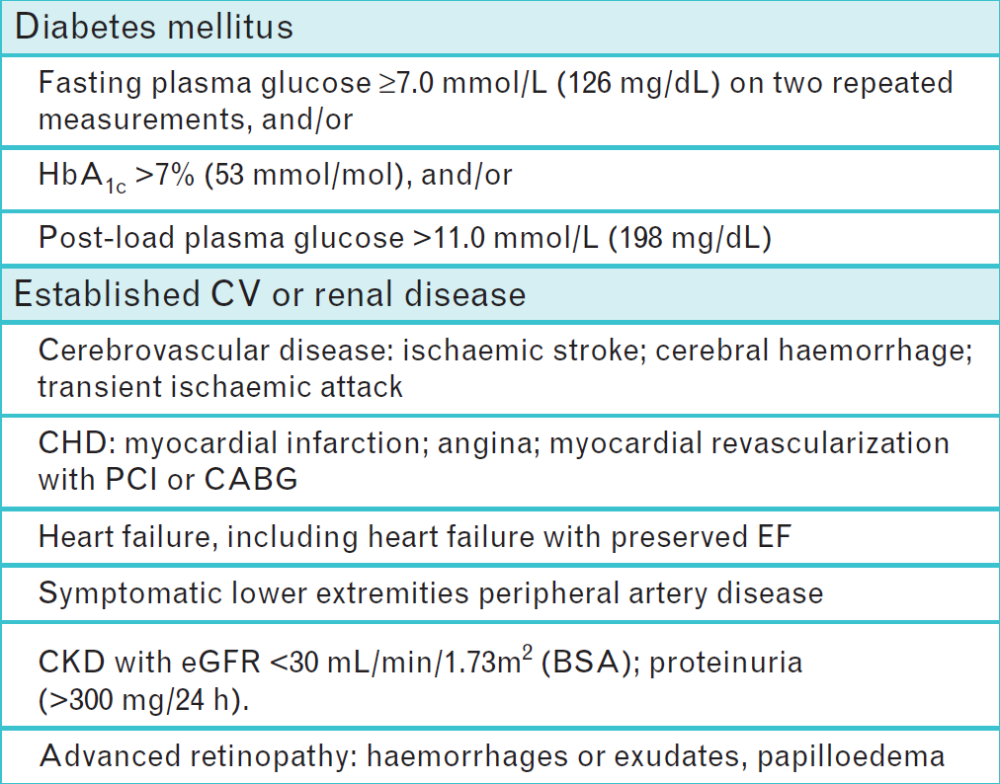 Diabetes mellitus
Fasting plasma glucose ≥7.0 mmol/L (126 mg/dL) on two repeated
measurements, and/or
HbA1c >7% (53 mmol/mol), and/or
Post-load plasma glucose >11.0 mmol/L (198 mg/dL)
Established CV or renal disease
Cerebrovascular disease: ischaemic stroke; cerebral haemorrhage;
transient ischaemic attack
CHD: myocardial infarction; angina; myocardial revascularization
with PCI or CABG
Heart failure, including heart failure with preserved EF
Symptomatic lower extremities peripheral artery disease
CKD with eGFR <30 mL/min/1.73m² (BSA); proteinuria
(>300 mg/24 h).
Advanced retinopathy: haemorrhages or exudates, papilloedema